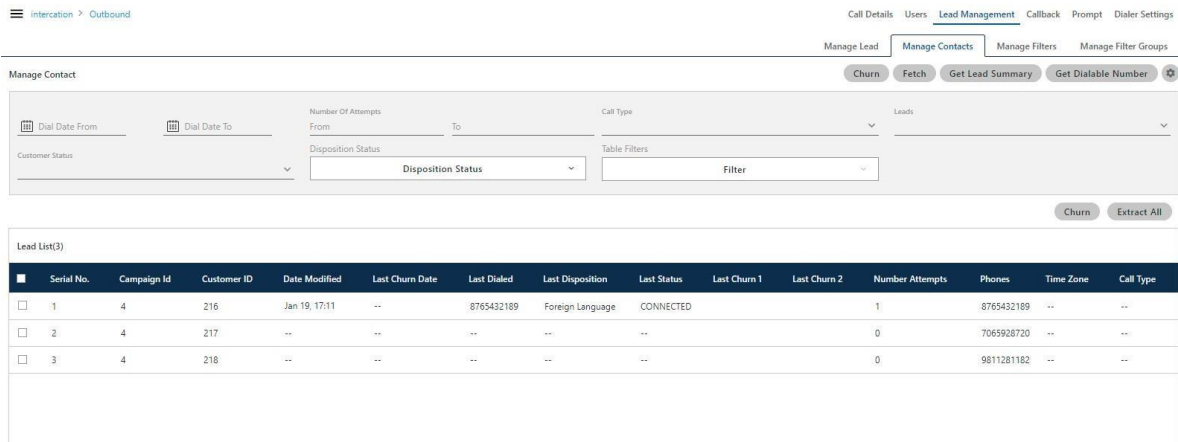 intercation > Outbound
Call Details Users Lead Management Callback Prompt Dialer Settings
Manage Lead Manage Contacts Manage Filters Manage Filter Groups
Manage Contact
Churn Fetch Get Lead Summary Get Dialable Number
Number Of Attempts Call Type Leads
Dial Date From Dial Date To From To
Customer Status Disposition Status Table Filters
Disposition Status Filter
Churn Extract All
Lead List(3)
Serial No. Campaign Id Customer ID Date Modified Last Churn Date Last Dialed Last Disposition Last Status Last Churn 1 Last Churn 2 Number Attempts Phones Time Zone Call Type
1 4 216 Jan 19, 17:11 -- 8765432189 Foreign Language CONNECTED 1 8765432189 -- --
2 4 217 -- -- -- -- -- 0 7065928720 -- --
3 4 218 -- -- -- -- -- 0 9811281182 -- --